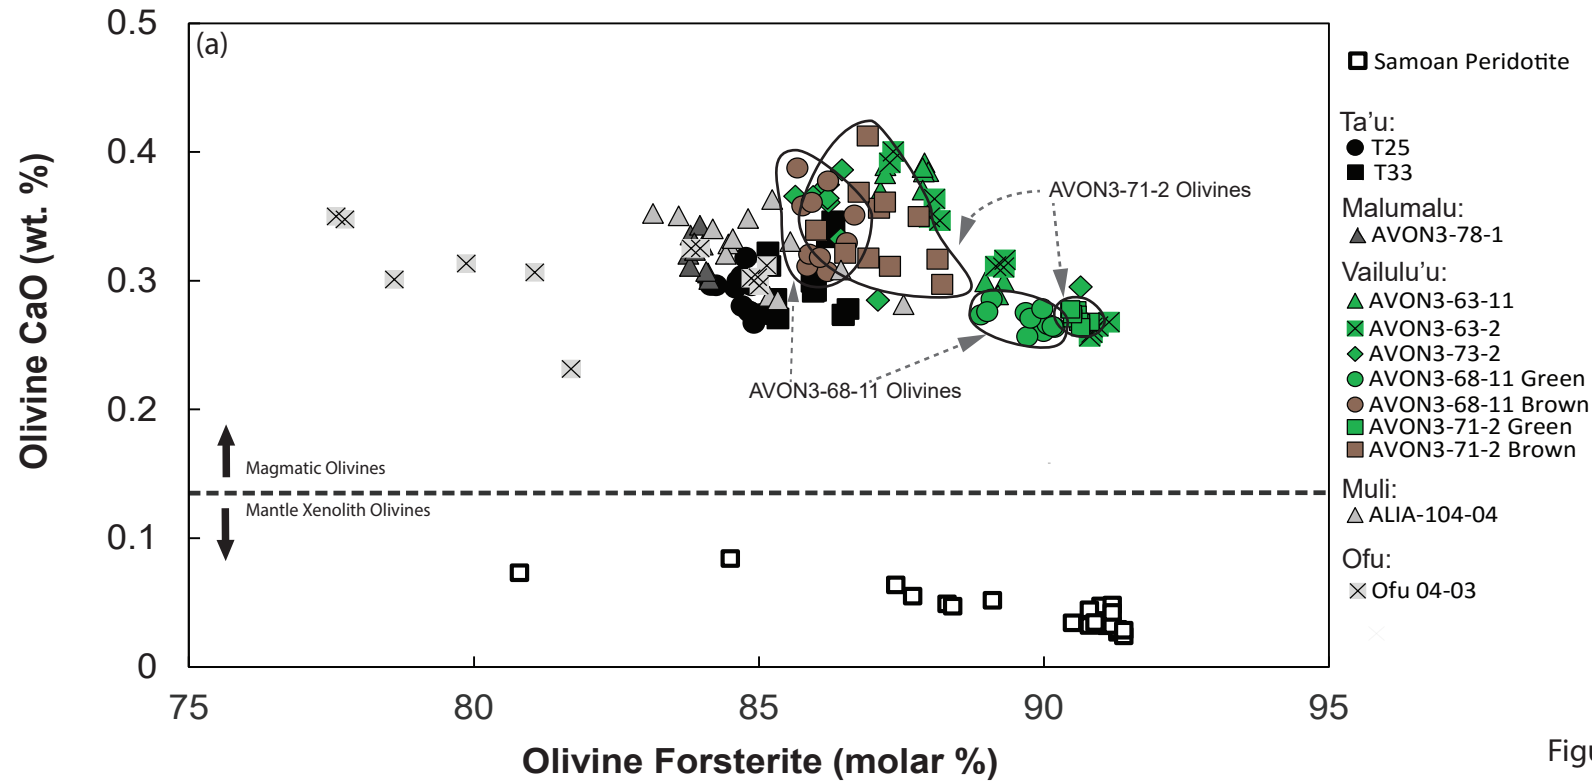 (a)
0.5
0.4
0.3
0.2
0.1
0
75
80
85
90
95
Olivine CaO (wt. %)
Olivine Forsterite (molar %)
AVON3-71-2 Olivines
AVON3-68-11 Olivines
Magmatic Olivines
Mantle Xenolith Olivines
Samoan Peridotite
Ta'u:
T25
T33
Malumalu:
AVON3-78-1
Vailulu'u:
AVON3-63-11
AVON3-63-2
AVON3-73-2
AVON3-68-11 Green
AVON3-68-11 Brown
AVON3-71-2 Green
AVON3-71-2 Brown
Muli:
ALIA-104-04
Ofu:
Ofu 04-03